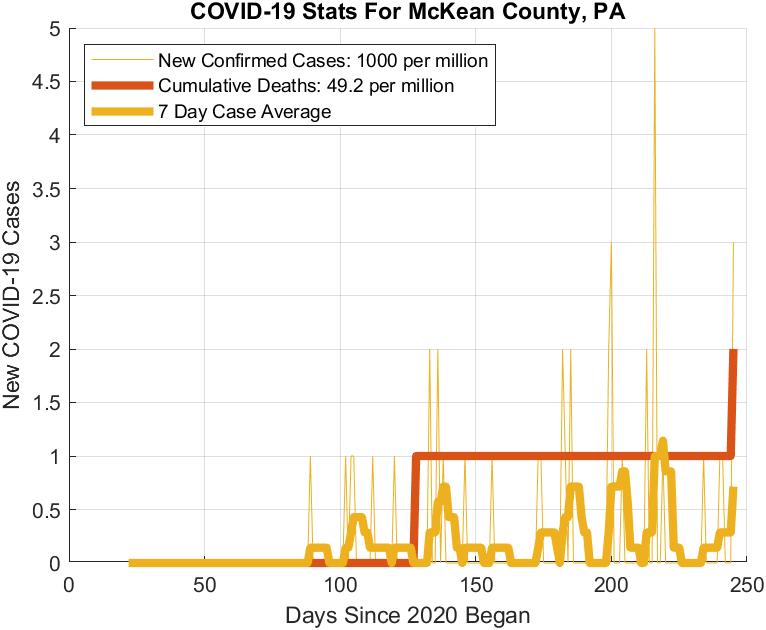 COVID-19 Stats For McKean County, PA
New Confirmed Cases: 1000 per million
Cumulative Deaths: 49.2 per million
7 Day Case Average
New COVID-19 Cases
5
4.5
4
3.5
3
2.5
2
1.5
1
0.5
0
0 50 100 150 200 250
Days Since 2020 Began